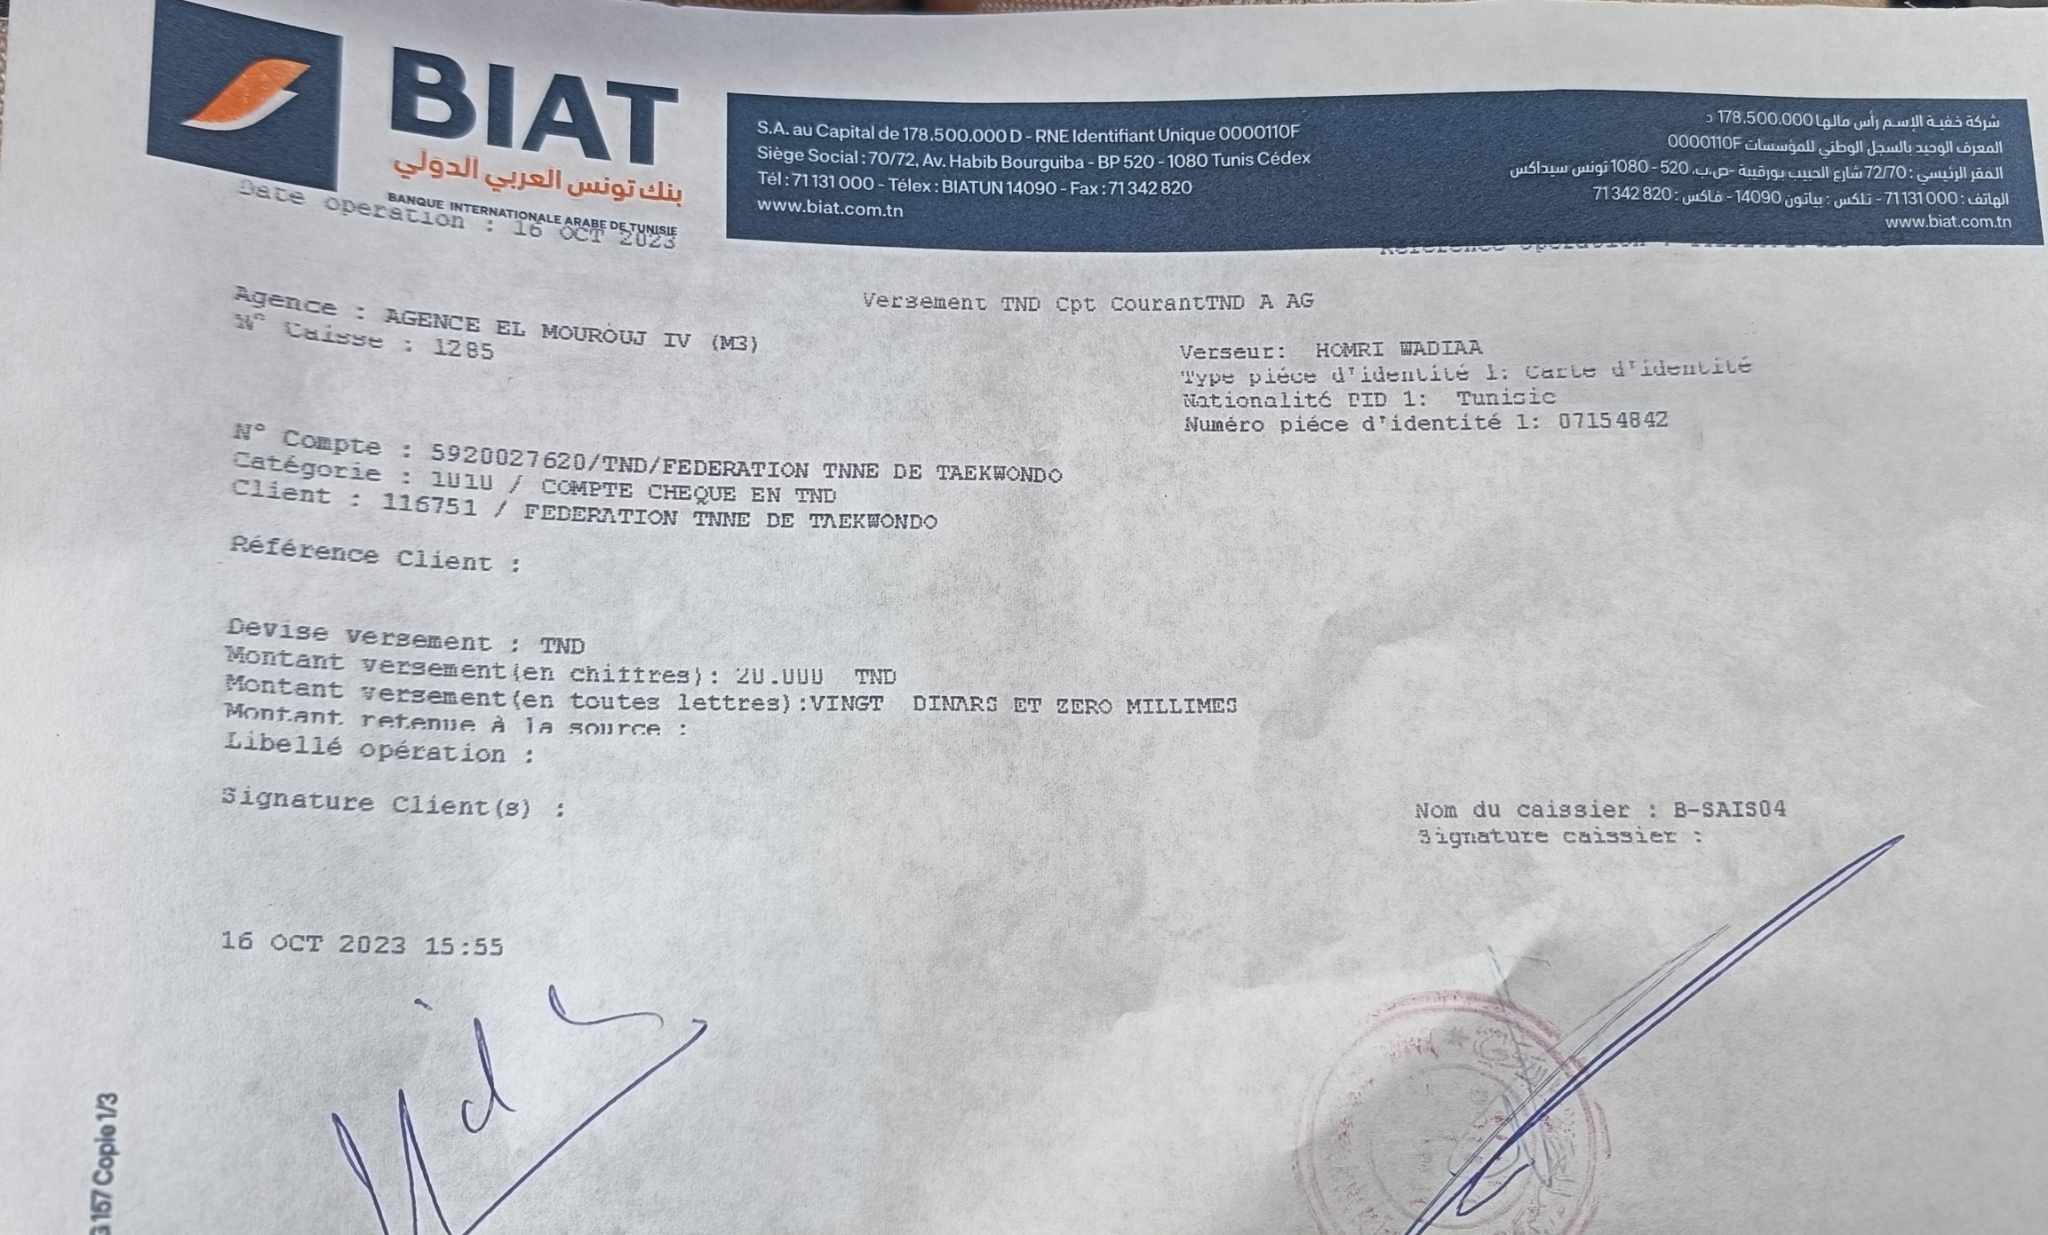 BIAT
بنك تونس العربي الدولي
BANQUE INTERNATIONALE ARABE DE TUNISIE
S.A. au Capital de 178.500.000 D - RNE Identifiant Unique 0000110F
Siège Social : 70/72, Av. Habib Bourguiba - BP 520 - 1080 Tunis Cédex
Tél : 71 131 000 - Télex : BIATUN 14090 - Fax : 71 342 820
www.biat.com.tn
شركة خفية الإسم رأس مالها 178.500.000 د
المعرف الوحيد بالسجل الوطني للمؤسسات 0000110F
المقر الرئيسي : 72/70 شارع الحبيب بورقيبة -ص.ب. 520 - 1080 تونس سيداكس
الهاتف : 71 131 000 - تلكس : بياتون 14090 - فاكس : 71 342 820
www.biat.com.tn
Date operation : 16 OCT 2023
Versement TND Cpt CourantTND A AG
Agence : AGENCE EL MOUROUJ IV (M3)
N° Caisse : 1285
Verseur: HOMRI WADIAA
Type piéce d'identité 1: Carte d'identité
Nationalité PID 1: Tunisie
Numéro piéce d'identité 1: 07154842
N° Compte : 5920027620/TND/FEDERATION TNNE DE TAEKWONDO
Catégorie : 1010 / COMPTE CHEQUE EN TND
Client : 116751 / FEDERATION TNNE DE TAEKWONDO
Référence Client :
Devise versement : TND
Montant versement(en chiffres): 20.000 TND
Montant versement(en toutes lettres):VINGT DINARS ET ZERO MILLIMES
Montant retenue à la source :
Libellé opération :
Signature Client(s) :
Nom du caissier : B-SAIS04
Signature caissier :
16 OCT 2023 15:55
157 Copie 1/3